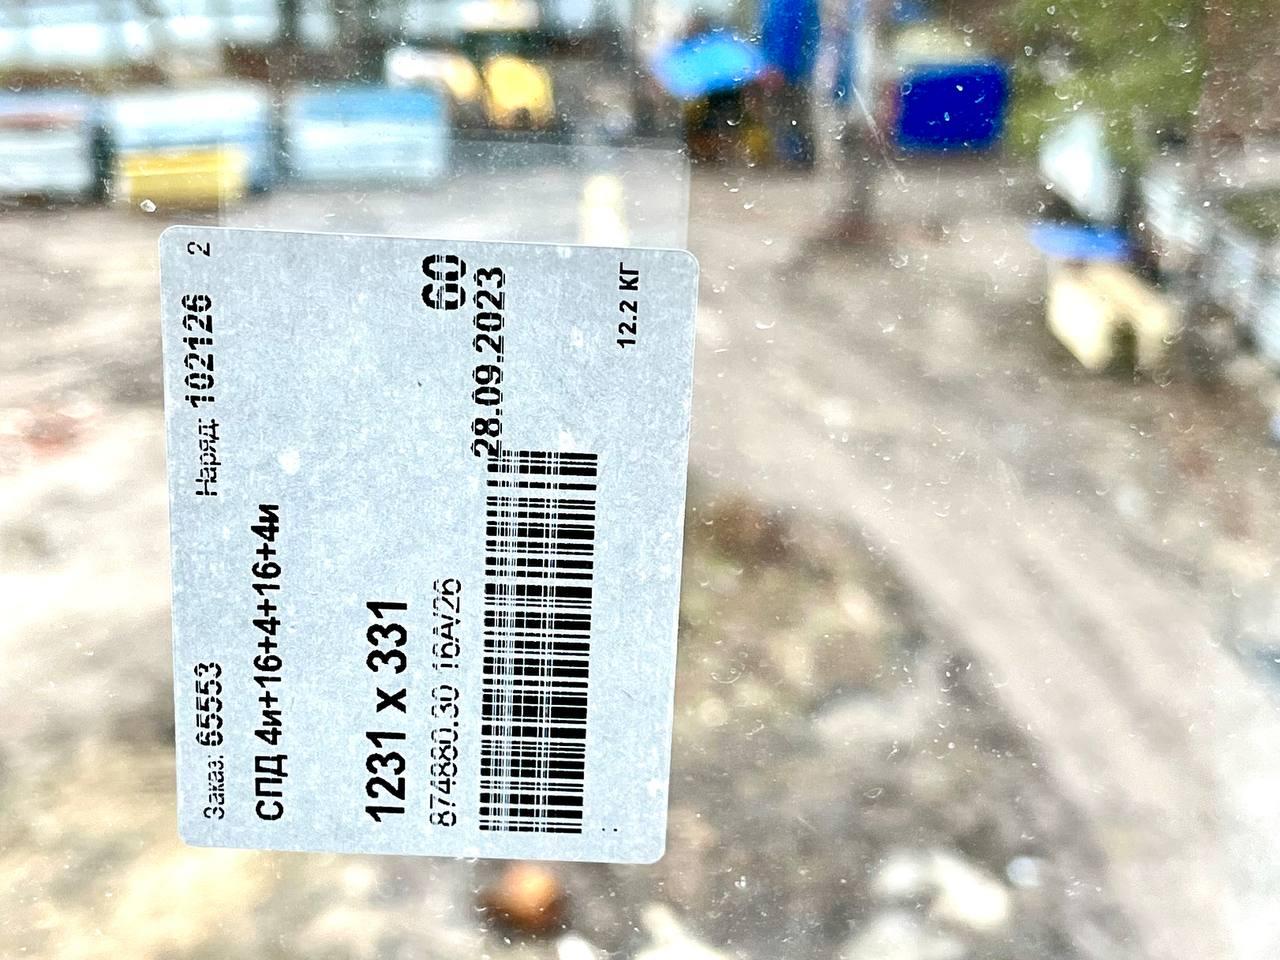 Заказ: 65553 Наряд: 102126 2
СПД 4и+16+4+16+4и
1231 x 331
874880.30 16А/26 60
28.09.2023
12.2 КГ